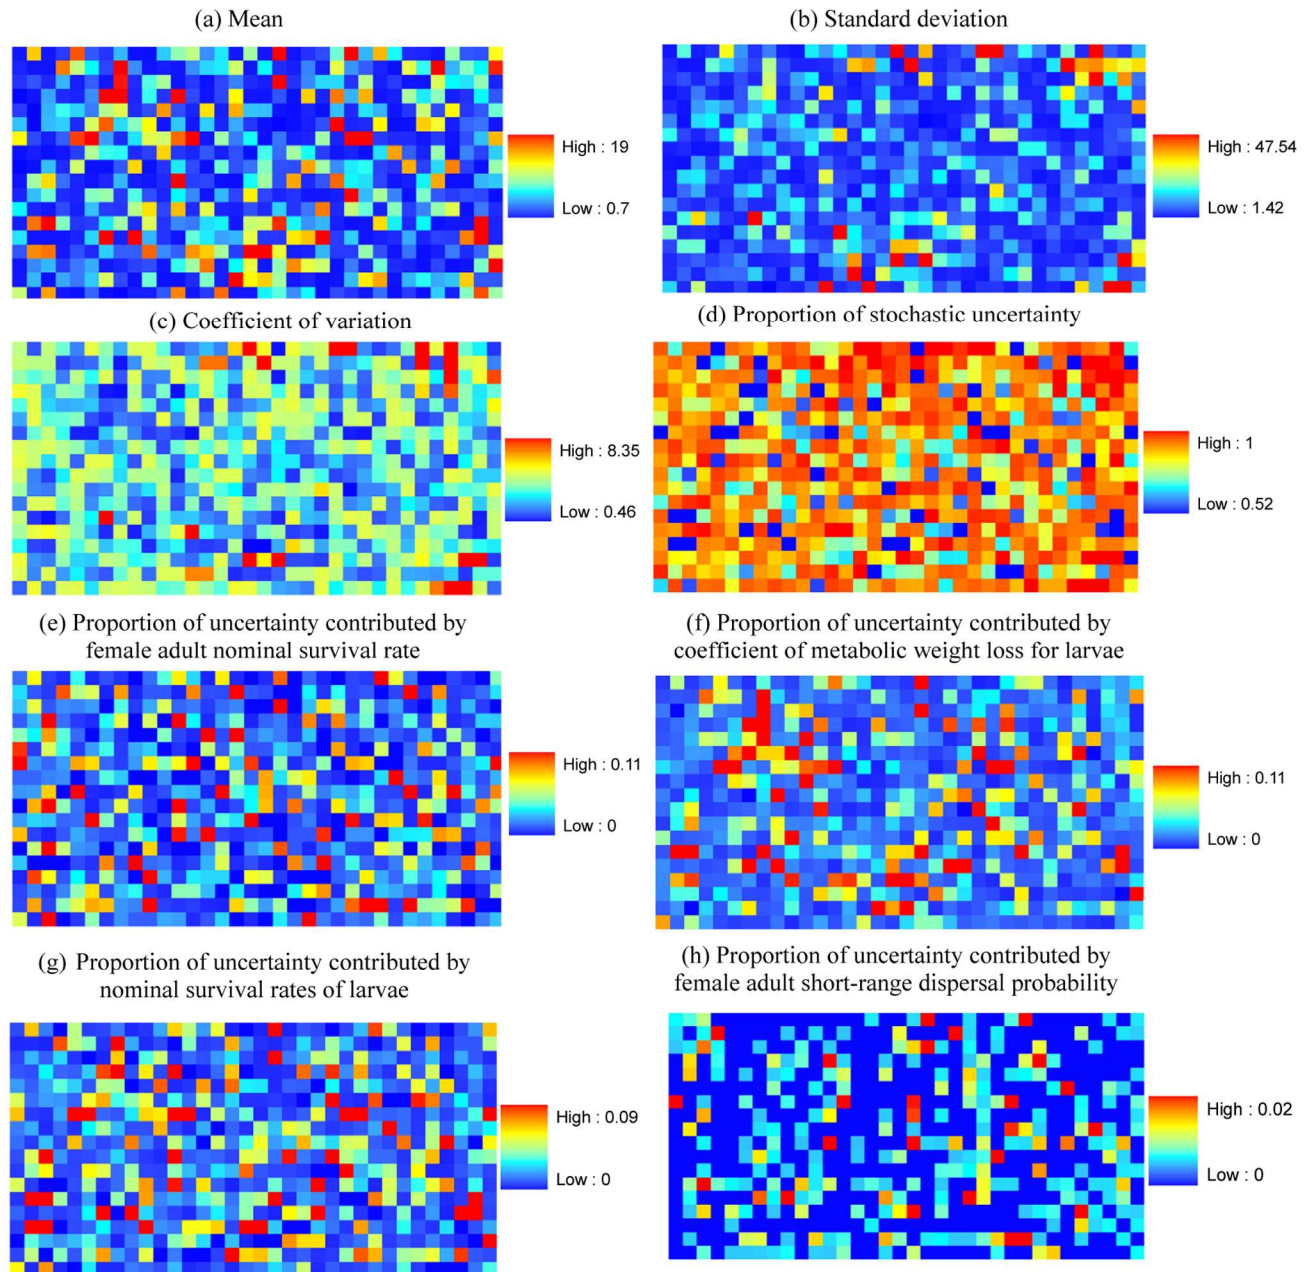 (a) Mean
(b) Standard deviation
High : 19
Low : 0.7
High : 47.54
Low : 1.42
(c) Coefficient of variation
(d) Proportion of stochastic uncertainty
High : 8.35
Low : 0.46
High : 1
Low : 0.52
(e) Proportion of uncertainty contributed by
female adult nominal survival rate
(f) Proportion of uncertainty contributed by
coefficient of metabolic weight loss for larvae
High : 0.11
Low : 0
High : 0.11
Low : 0
(g) Proportion of uncertainty contributed by
nominal survival rates of larvae
(h) Proportion of uncertainty contributed by
female adult short-range dispersal probability
High : 0.09
Low : 0
High : 0.02
Low : 0